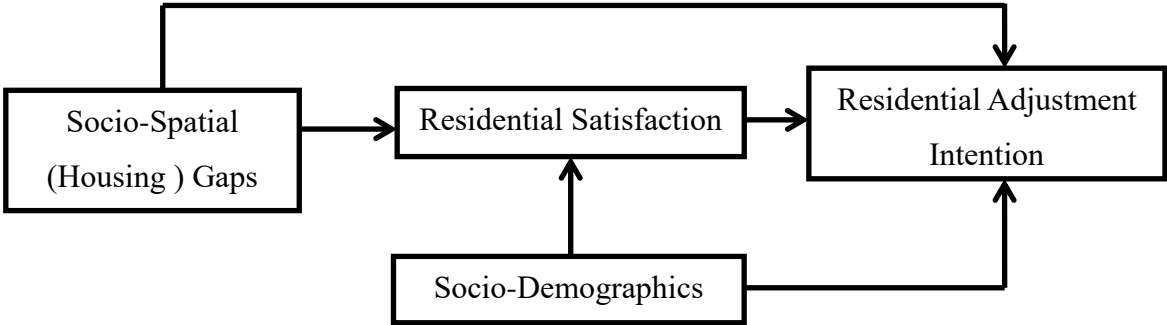 Socio-Spatial
(Housing ) Gaps
Residential Satisfaction
Residential Adjustment
Intention
Socio-Demographics